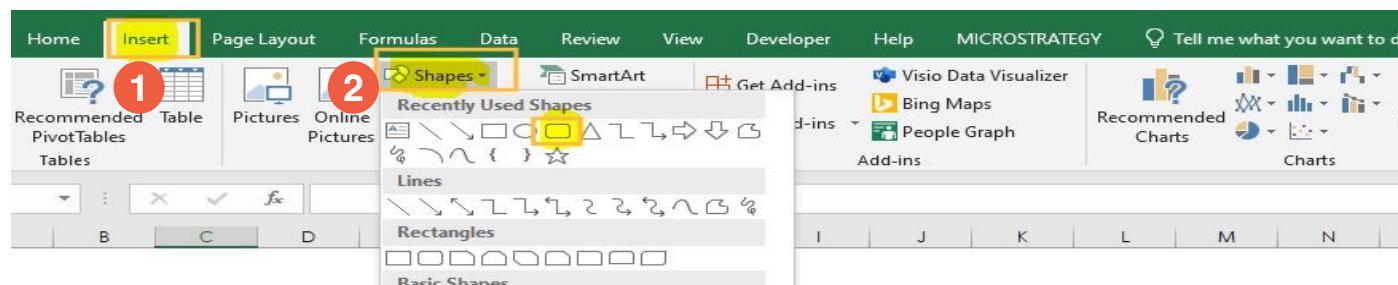 Home Insert Page Layout Formulas Data Review View Developer Help MICROSTRATEGY Tell me what you want to d
1 2 Shapes SmartArt Get Add-ins Visio Data Visualizer
Recently Used Shapes Bing Maps
Recommended Table Pictures Online d-ins People Graph Recommended
PivotTables Pictures Charts
Tables Add-ins Charts
Lines
fx
Rectangles
B C D I J K L M N
Basic Shapes